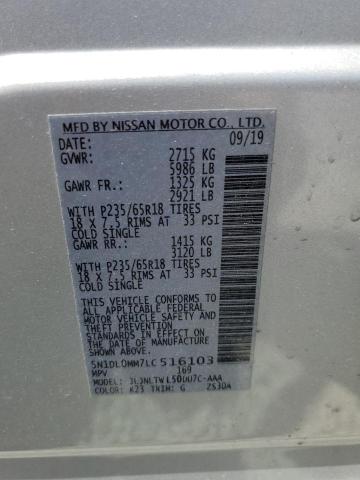 MFD BY NISSAN MOTOR CO., LTD.
DATE: 09/19
GVWR: 2715 KG
5986 LB
GAWR FR.: 1325 KG
2921 LB
WITH P235/65R18 TIRES
18 X 7.5 RIMS AT 33 PSI
COLD SINGLE
GAWR RR.: 1415 KG
3120 LB
WITH P235/65R18 TIRES
18 X 7.5 RIMS AT 33 PSI
COLD SINGLE
THIS VEHICLE CONFORMS TO
ALL APPLICABLE FEDERAL
MOTOR VEHICLE SAFETY AND
THEFT PREVENTION
STANDARDS IN EFFECT ON
THE DATE OF MANUFACTURE
SHOWN ABOVE.
5N1DL0MM7LC516103
MPV 169
MODEL:
COLOR: K23 TRIM: G